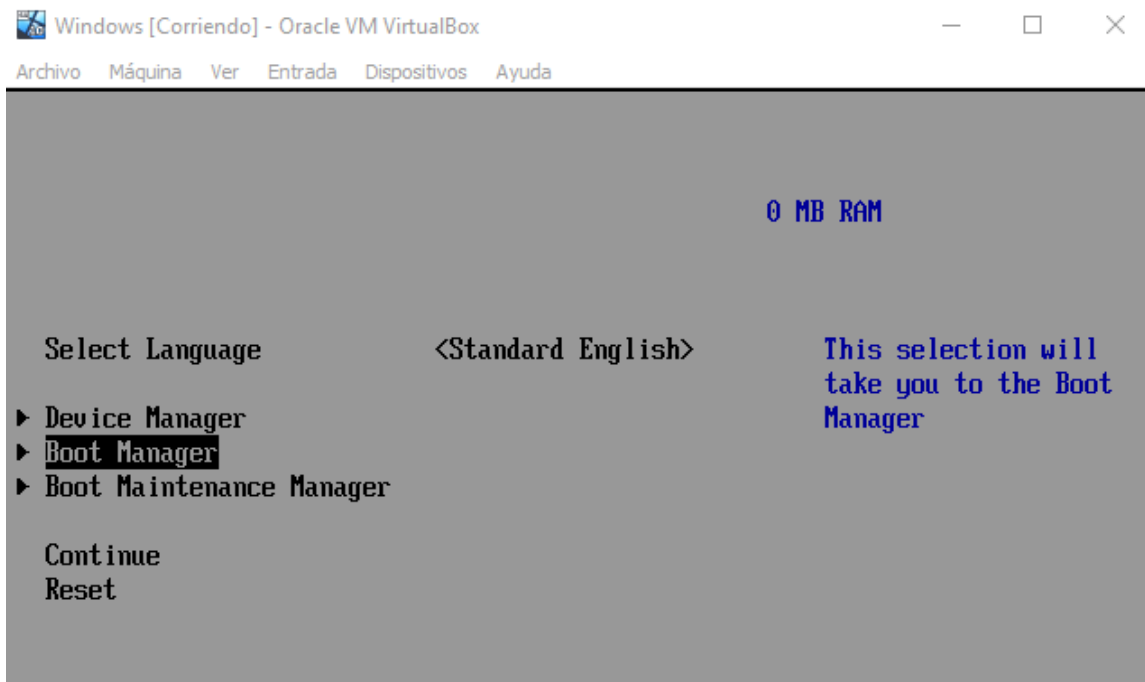 Windows [Corriendo] - Oracle VM VirtualBox
Archivo Máquina Ver Entrada Dispositivos Ayuda
0 MB RAM
Select Language <Standard English> This selection will
take you to the Boot
Device Manager Manager
Boot Manager
Boot Maintenance Manager
Continue
Reset